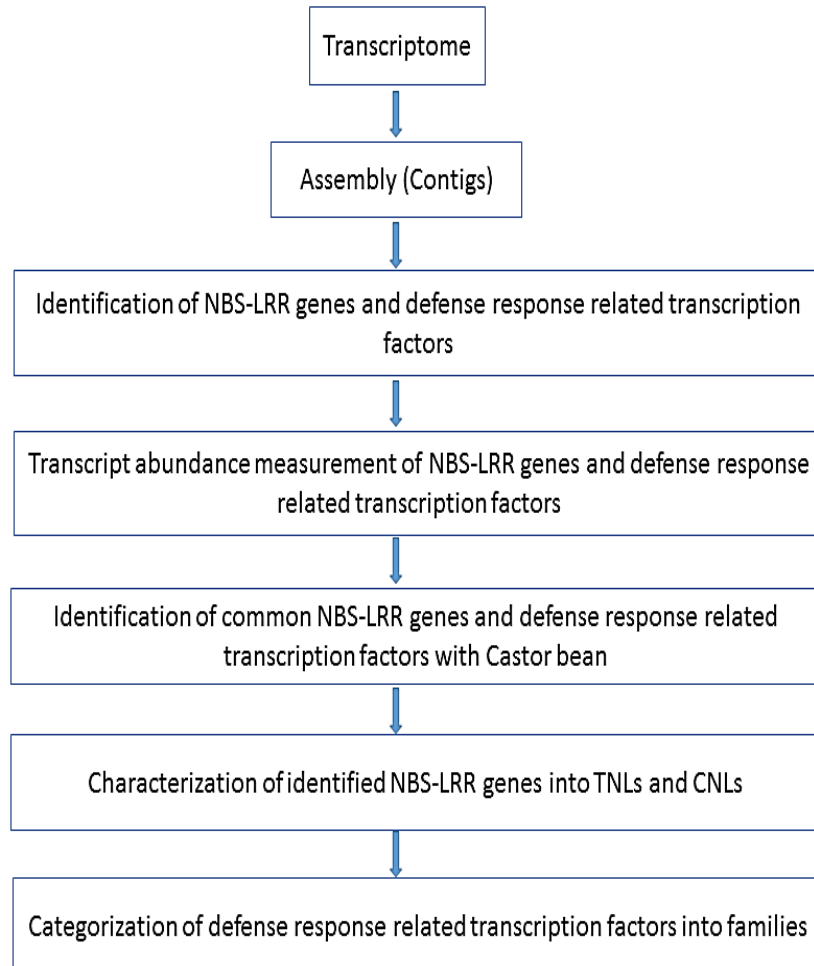 Transcriptome
Assembly (Contigs)
Identification of NBS-LRR genes and defense response related transcription
factors
Transcript abundance measurement of NBS-LRR genes and defense response
related transcription factors
Identification of common NBS-LRR genes and defense response related
transcription factors with Castor bean
Characterization of identified NBS-LRR genes into TNLs and CNLs
Categorization of defense response related transcription factors into families